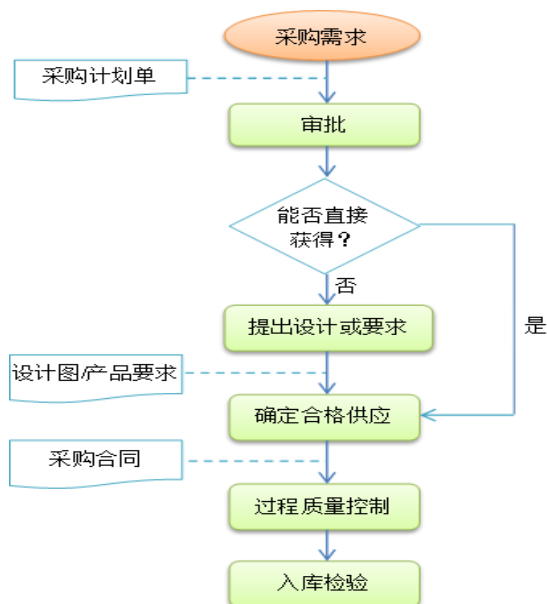 采购需求
采购计划单
审批
能否直接
获得？
否
提出设计或要求
是
设计图/产品要求
确定合格供应
采购合同
过程质量控制
入库检验